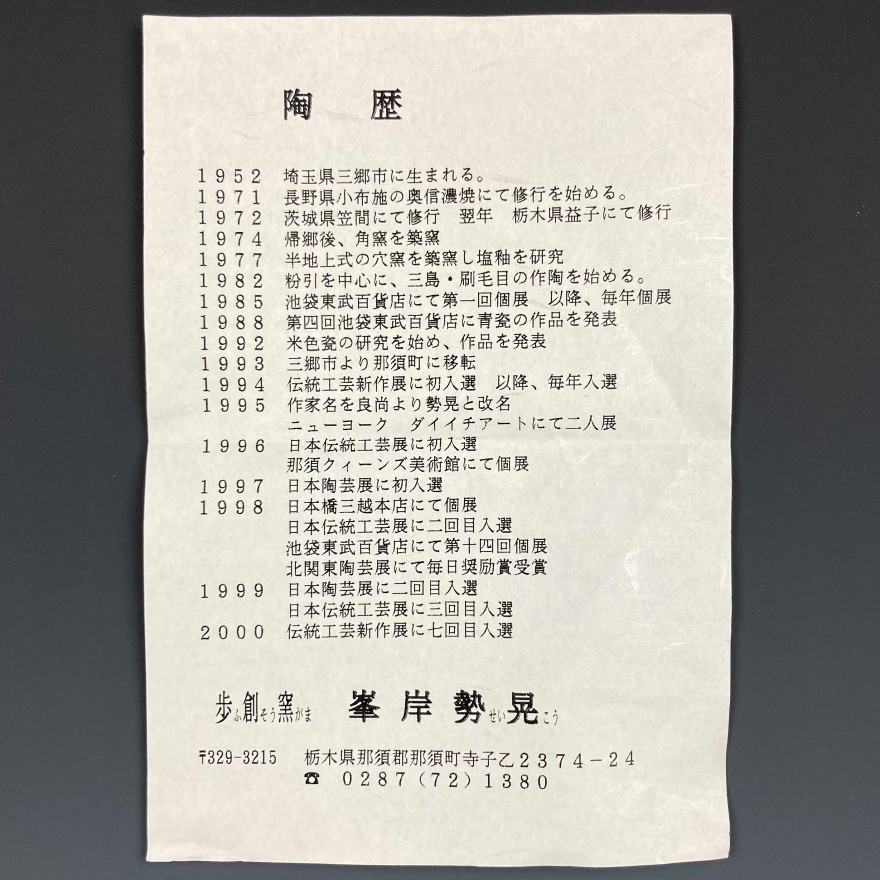 陶　歴
１９５２　埼玉県三郷市に生まれる。
１９７１　長野県小布施の奥信濃焼にて修行を始める。
１９７２　茨城県笠間にて修行　翌年　栃木県益子にて修行
１９７４　帰郷後、角窯を築窯
１９７７　半地上式の穴窯を築窯し塩釉を研究
１９８２　粉引を中心に、三島・刷毛目の作陶を始める。
１９８５　池袋東武百貨店にて第一回個展　以降、毎年個展
１９８８　第四回池袋東武百貨店に青瓷の作品を発表
１９９２　米色瓷の研究を始め、作品を発表
１９９３　三郷市より那須町に移転
１９９４　伝統工芸新作展に初入選　以降、毎年入選
１９９５　作家名を良尚より勢晃と改名
ニューヨーク　ダイイチアートにて二人展
１９９６　日本伝統工芸展に初入選
那須クィーンズ美術館にて個展
１９９７　日本陶芸展に初入選
１９９８　日本橋三越本店にて個展
日本伝統工芸展に二回目入選
池袋東武百貨店にて第十四回個展
北関東陶芸展にて毎日奨励賞受賞
１９９９　日本陶芸展に二回目入選
日本伝統工芸展に三回目入選
２０００　伝統工芸新作展に七回目入選
歩ふ創そう窯がま　峯岸勢せい晃こう
〒329-3215　栃木県那須郡那須町寺子乙２３７４－２４
☎　０２８７（７２）１３８０